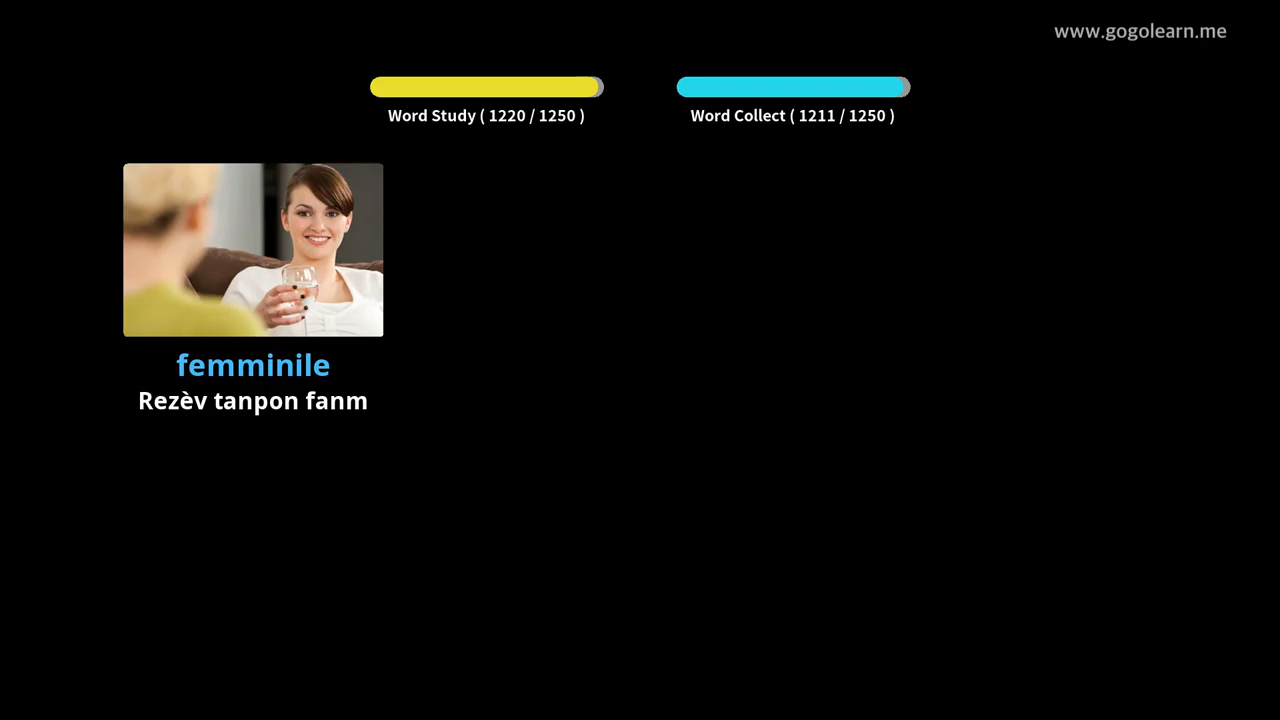 www.gogolearn.me
Word Study ( 1220 / 1250 )
Word Collect ( 1211 / 1250 )
femminile
Rezèv tanpon fanm